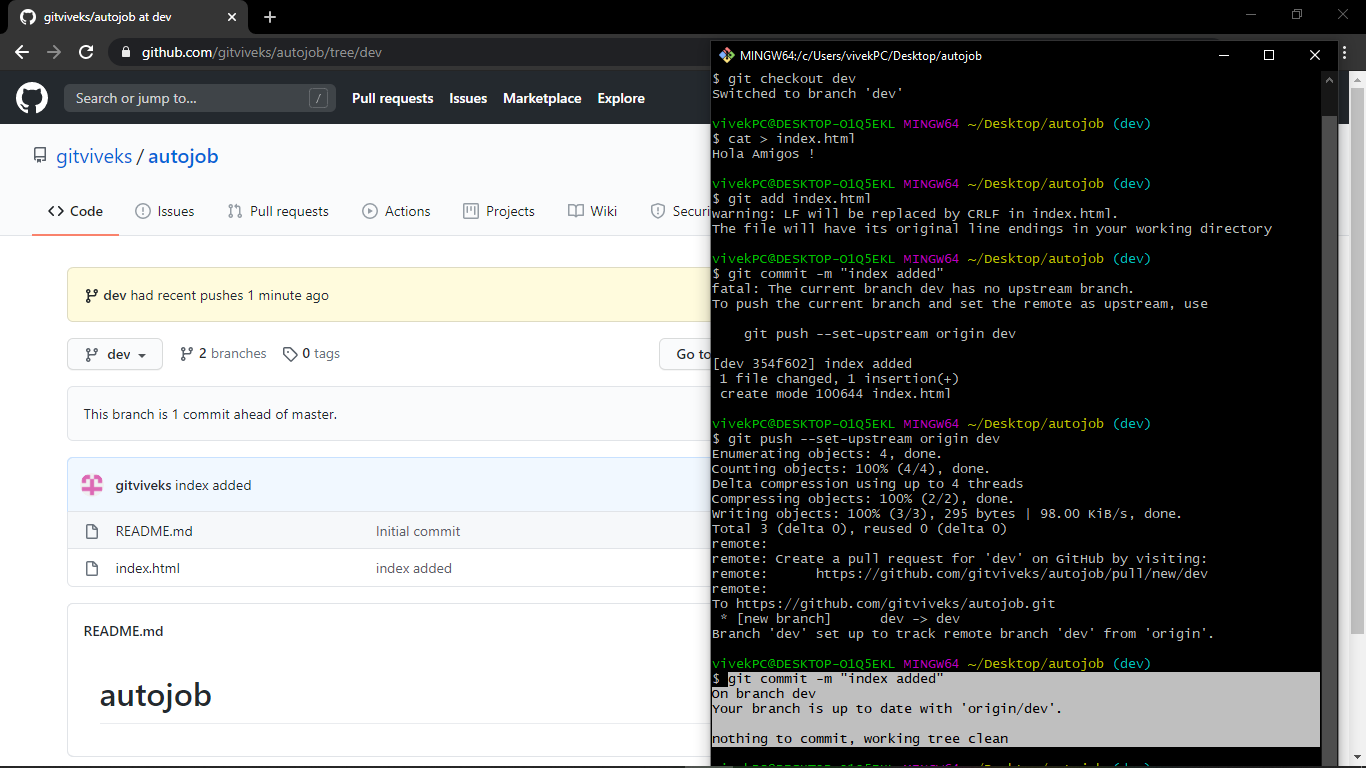 gitviveks/autojob at dev
github.com/gitviveks/autojob/tree/dev
Search or jump to...
/
Pull requests
Issues
Marketplace
Explore
gitviveks / autojob
Code
Issues
Pull requests
Actions
Projects
Wiki
dev had recent pushes 1 minute ago
dev
2 branches
0 tags
Go to
This branch is 1 commit ahead of master.
gitviveks index added
README.md
Initial commit
index.html
index added
README.md
autojob
MINGW64:/c/Users/vivekPC/Desktop/autojob
$ git checkout dev
Switched to branch 'dev'
vivekPC@DESKTOP-O1Q5EKL MINGW64 ~/Desktop/autojob (dev)
$ cat > index.html
Hola Amigos !
vivekPC@DESKTOP-O1Q5EKL MINGW64 ~/Desktop/autojob (dev)
$ git add index.html
warning: LF will be replaced by CRLF in index.html.
The file will have its original line endings in your working directory
vivekPC@DESKTOP-O1Q5EKL MINGW64 ~/Desktop/autojob (dev)
$ git commit -m "index added"
fatal: The current branch dev has no upstream branch.
To push the current branch and set the remote as upstream, use
git push --set-upstream origin dev
[dev 354f602] index added
1 file changed, 1 insertion(+)
create mode 100644 index.html
vivekPC@DESKTOP-O1Q5EKL MINGW64 ~/Desktop/autojob (dev)
$ git push --set-upstream origin dev
Enumerating objects: 4, done.
Counting objects: 100% (4/4), done.
Delta compression using up to 4 threads
Compressing objects: 100% (2/2), done.
Writing objects: 100% (3/3), 295 bytes | 98.00 KiB/s, done.
Total 3 (delta 0), reused 0 (delta 0)
remote:
remote: Create a pull request for 'dev' on GitHub by visiting:
remote: https://github.com/gitviveks/autojob/pull/new/dev
remote:
To https://github.com/gitviveks/autojob.git
* [new branch] dev -> dev
Branch 'dev' set up to track remote branch 'dev' from 'origin'.
vivekPC@DESKTOP-O1Q5EKL MINGW64 ~/Desktop/autojob (dev)
$ git commit -m "index added"
On branch dev
Your branch is up to date with 'origin/dev'.
nothing to commit, working tree clean